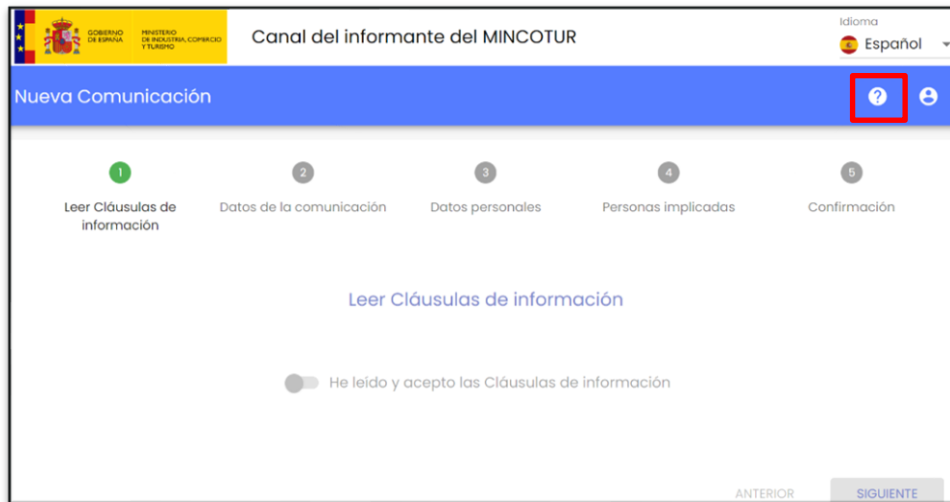 GOBIERNO
DE ESPAÑA
MINISTERIO
DE INDUSTRIA, COMERCIO
Y TURISMO
Canal del informante del MINCOTUR
Idioma
Español
Nueva Comunicación
?
1
2
3
4
5
Leer Cláusulas de
información
Datos de la comunicación
Datos personales
Personas implicadas
Confirmación
Leer Cláusulas de información
He leído y acepto las Cláusulas de información
ANTERIOR
SIGUIENTE